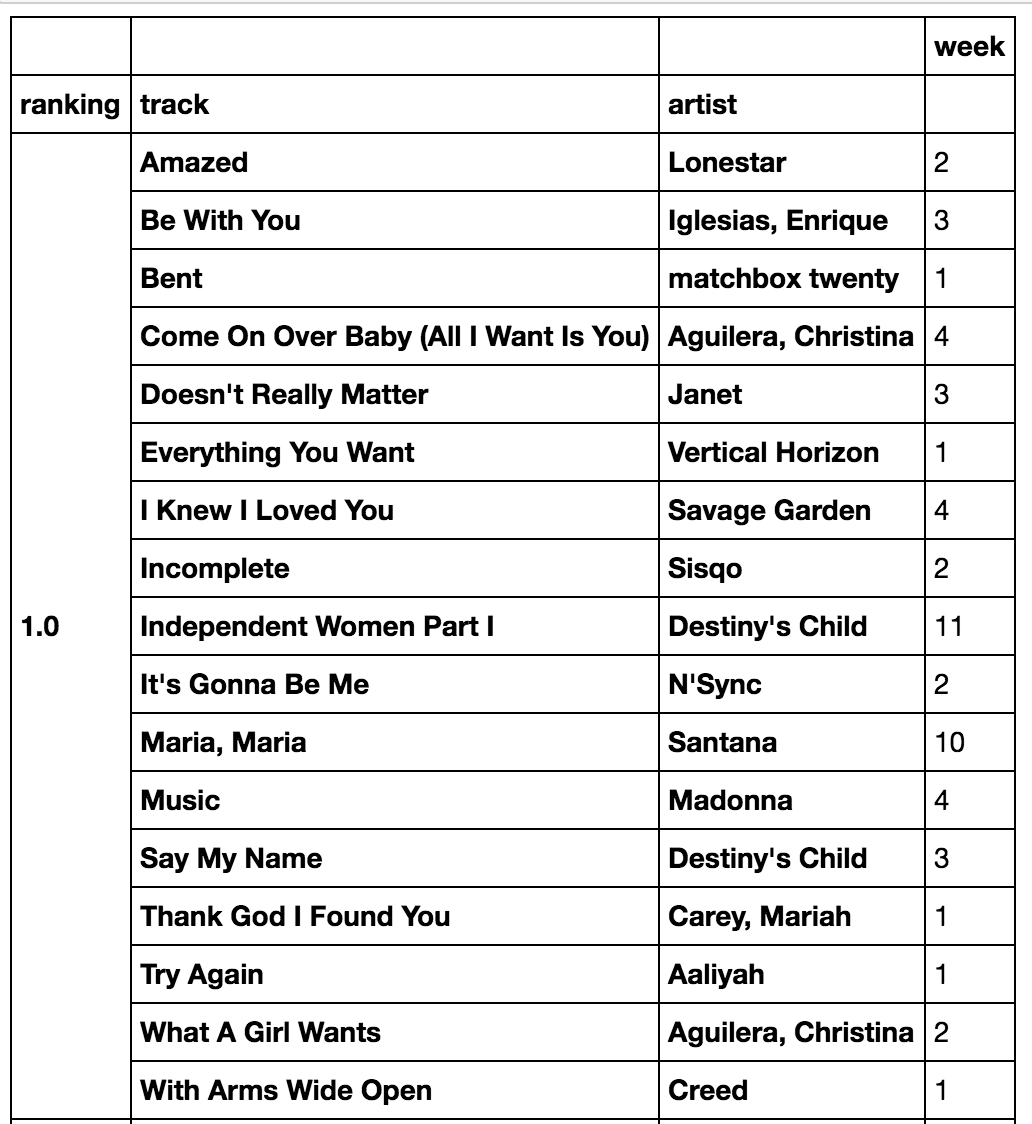 week
ranking track artist
Amazed Lonestar 2
Be With You Iglesias, Enrique 3
Bent matchbox twenty 1
Come On Over Baby (All I Want Is You) Aguilera, Christina 4
Doesn't Really Matter Janet 3
Everything You Want Vertical Horizon 1
I Knew I Loved You Savage Garden 4
Incomplete Sisqo 2
1.0 Independent Women Part I Destiny's Child 11
It's Gonna Be Me N'Sync 2
Maria, Maria Santana 10
Music Madonna 4
Say My Name Destiny's Child 3
Thank God I Found You Carey, Mariah 1
Try Again Aaliyah 1
What A Girl Wants Aguilera, Christina 2
With Arms Wide Open Creed 1